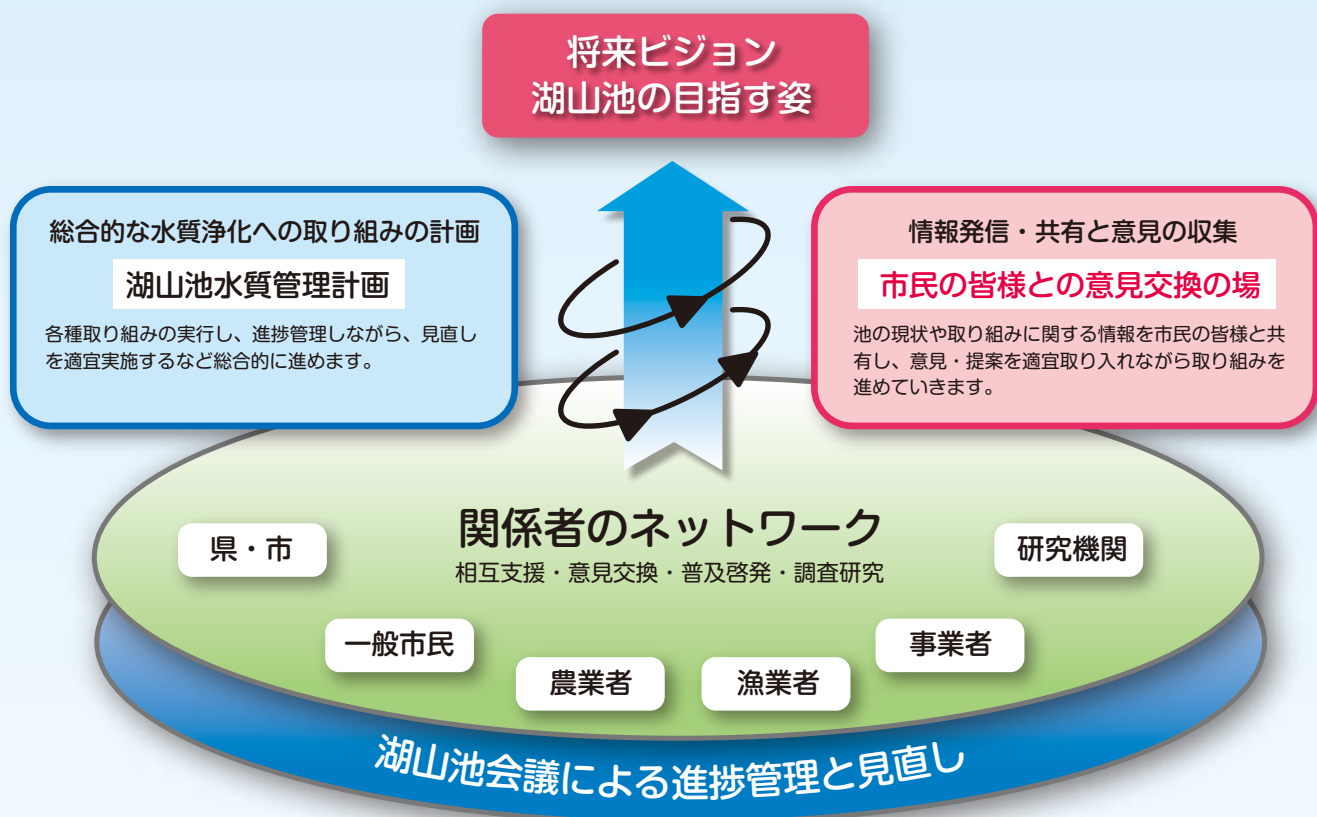 将来ビジョン
湖山池の目指す姿
総合的な水質浄化への取り組みの計画
湖山池水質管理計画
各種取り組みの実行し、進捗管理しながら、見直し
を適宜実施するなど総合的に進めます。
情報発信・共有と意見の収集
市民の皆様との意見交換の場
池の現状や取り組みに関する情報を市民の皆様と共
有し、意見・提案を適宜取り入れながら取り組みを
進めていきます。
関係者のネットワーク
相互支援・意見交換・普及啓発・調査研究
県・市
一般市民
農業者
漁業者
事業者
研究機関
湖山池会議による進捗管理と見直し